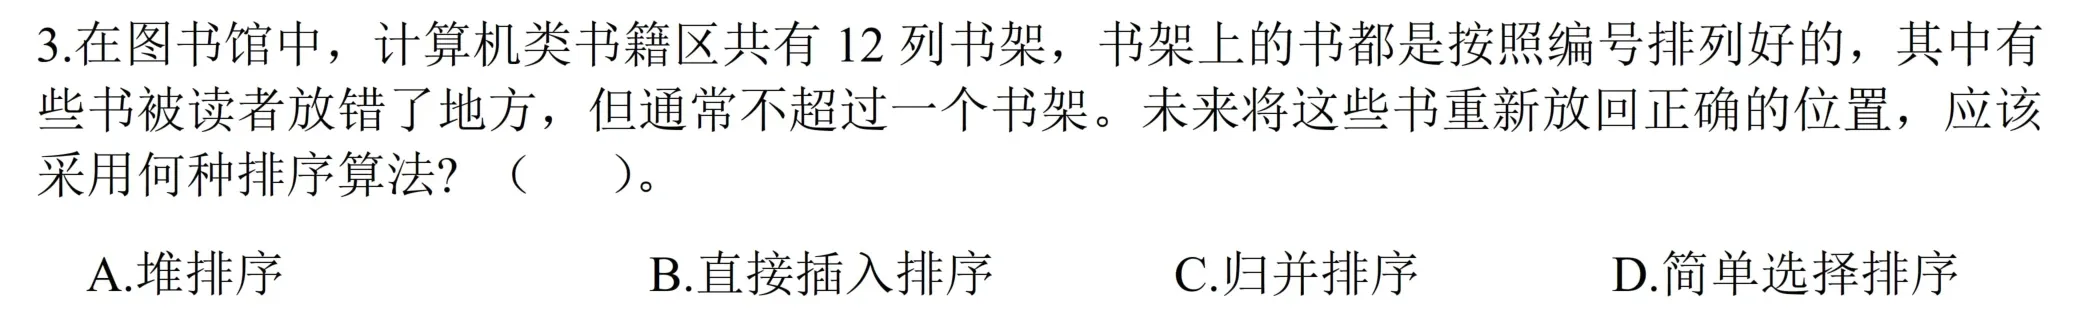 3.在图书馆中，计算机类书籍区共有 12 列书架，书架上的书都是按照编号排列好的，其中有
些书被读者放错了地方，但通常不超过一个书架。未来将这些书重新放回正确的位置，应该
采用何种排序算法? （ ）。
A.堆排序 B.直接插入排序 C.归并排序 D.简单选择排序